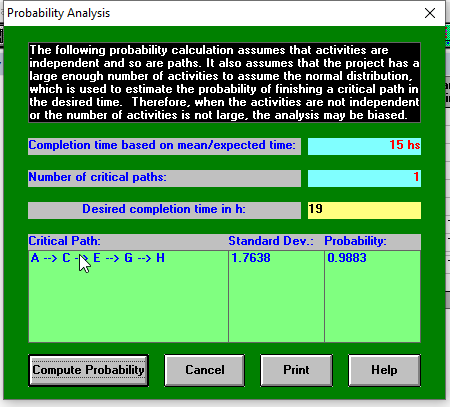 Probability Analysis
The following probability calculation assumes that activities are
independent and so are paths. It also assumes that the project has a
large enough number of activities to assume the normal distribution,
which is used to estimate the probability of finishing a critical path in
the desired time.  Therefore, when the activities are not independent
or the number of activities is not large, the analysis may be biased.
Completion time based on mean/expected time: 15 hs
Number of critical paths: 1
Desired completion time in h: 19
Critical Path: Standard Dev.: Probability:
A --> C --> E --> G --> H 1.7638 0.9883
Compute Probability Cancel Print Help